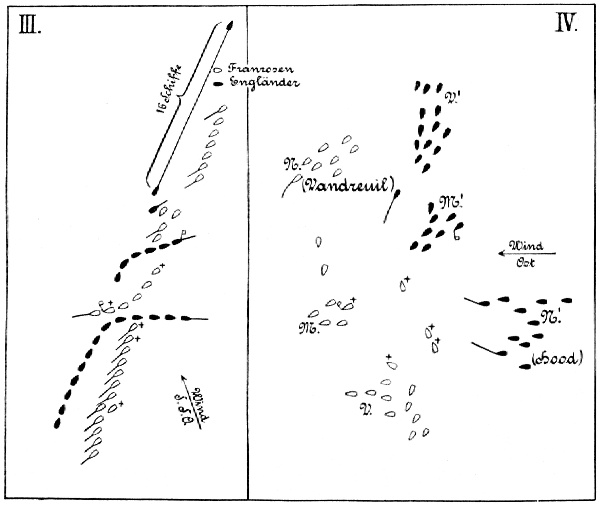 III.
16 Schiffe
Franzosen
Engländer
Wind
S.S.O.
IV.
V.'
N.
(Vandreuil)
M.'
Wind
Ost
N.'
M.
(Hood)
V.